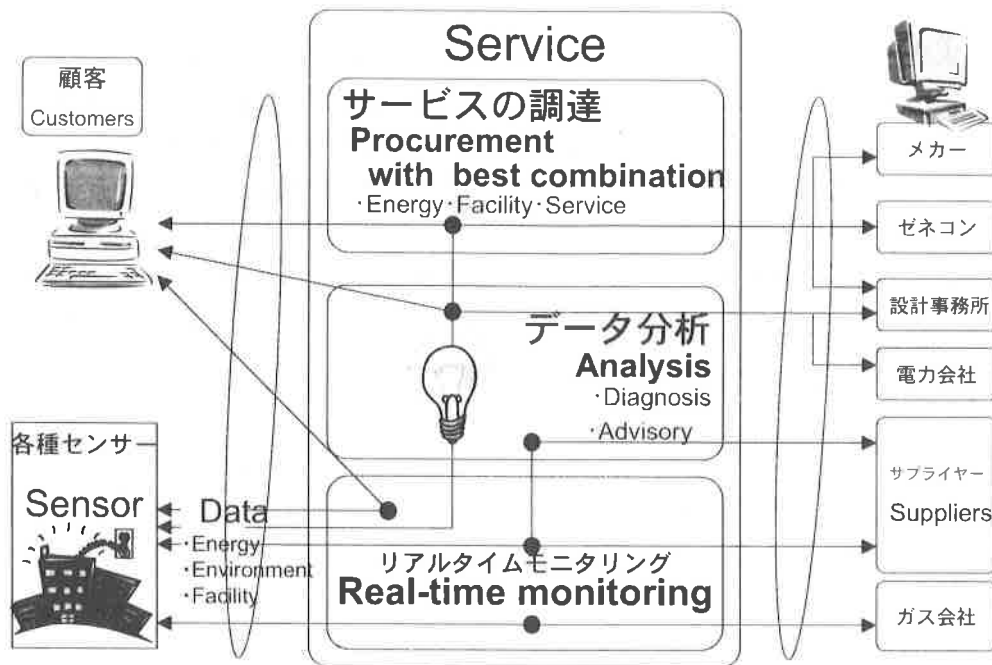 Service
顧客
Customers
サービスの調達
Procurement
with best combination
・Energy・Facility・Service
データ分析
Analysis
・Diagnosis
・Advisory
各種センサー
Sensor
Data
・Energy
・Environment
・Facility
リアルタイムモニタリング
Real-time monitoring
メカー
ゼネコン
設計事務所
電力会社
サプライヤー
Suppliers
ガス会社